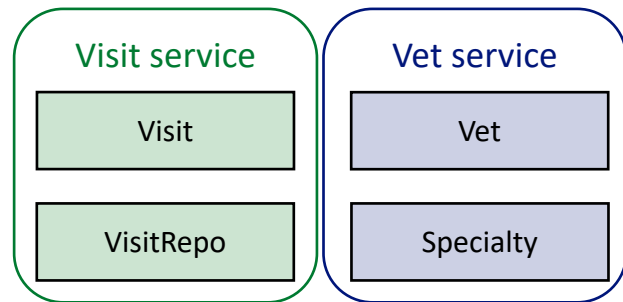 Visit service
Visit
VisitRepo
Vet service
Vet
Specialty